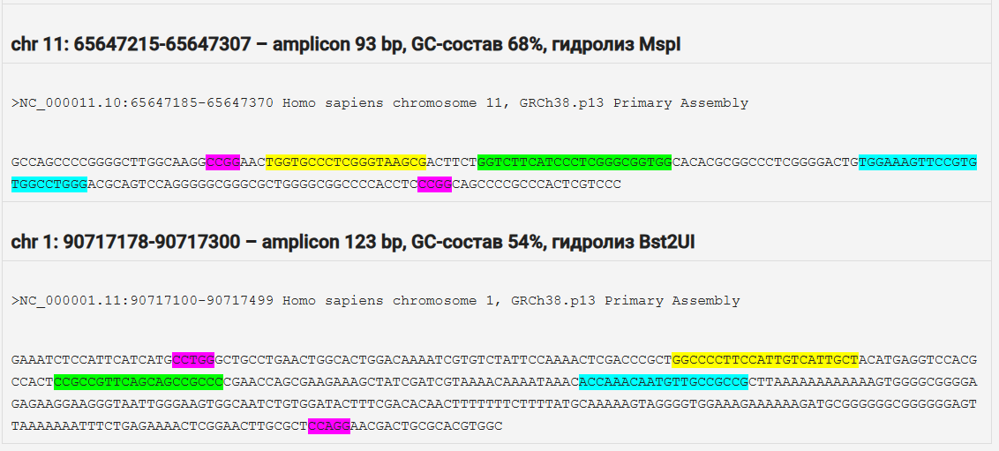 chr 11: 65647215-65647307 – amplicon 93 bp, GC-состав 68%, гидролиз MspI
>NC_000011.10:65647185-65647370 Homo sapiens chromosome 11, GRCh38.p13 Primary Assembly
GCCAGCCCCGGGGCTTGGCAAGGCCGGAACTGGTGCCCTCGGGTAAGCGACTTCTGGTCTTCATCCCTCGGGCGGTGGCACACGCGGCCCTCGGGGACTGTGGAAAGTTCCGTG
TGGCCTGGGACGCAGTCCAGGGGGCGGGCGCTGGGGCGGCCCCACCTCCCCGGCAGCCCCGCCCACTCGTCCC
chr 1: 90717178-90717300 – amplicon 123 bp, GC-состав 54%, гидролиз Bst2UI
>NC_000001.11:90717100-90717499 Homo sapiens chromosome 1, GRCh38.p13 Primary Assembly
GAAATCTCCATTCATCATGCCTGGGCTGCCTGAACTGGCACTGGACAAAATCGTGTCTATTCCAAAACTCGACCCGCTGGCCCCTTCCATTGTCATTGCTACATGAGGTCCACG
CCACTCCGCCGTTCAGCAGCCGCCCCGAACCAGCGAAGAAAGCTATCGATCGTAAAACAAAATAAACACCAAACAATGTTGCCGCCGCTTAAAAAAAAAAAAGTGGGGCGGGGA
GAGAAGGAAGGGTAATTGGGAAGTGGCAATCTGTGGATACTTTCGACACAACTTTTTTTCTTTTATGCAAAAAGTAGGGGTGGAAAGAAAAAAGATGCGGGGGGCGGGGGGAGT
TAAAAAAATTTCTGAGAAAACTCGGAACTTGCGCTCCAGGAACGACTGCGCACGTGGC